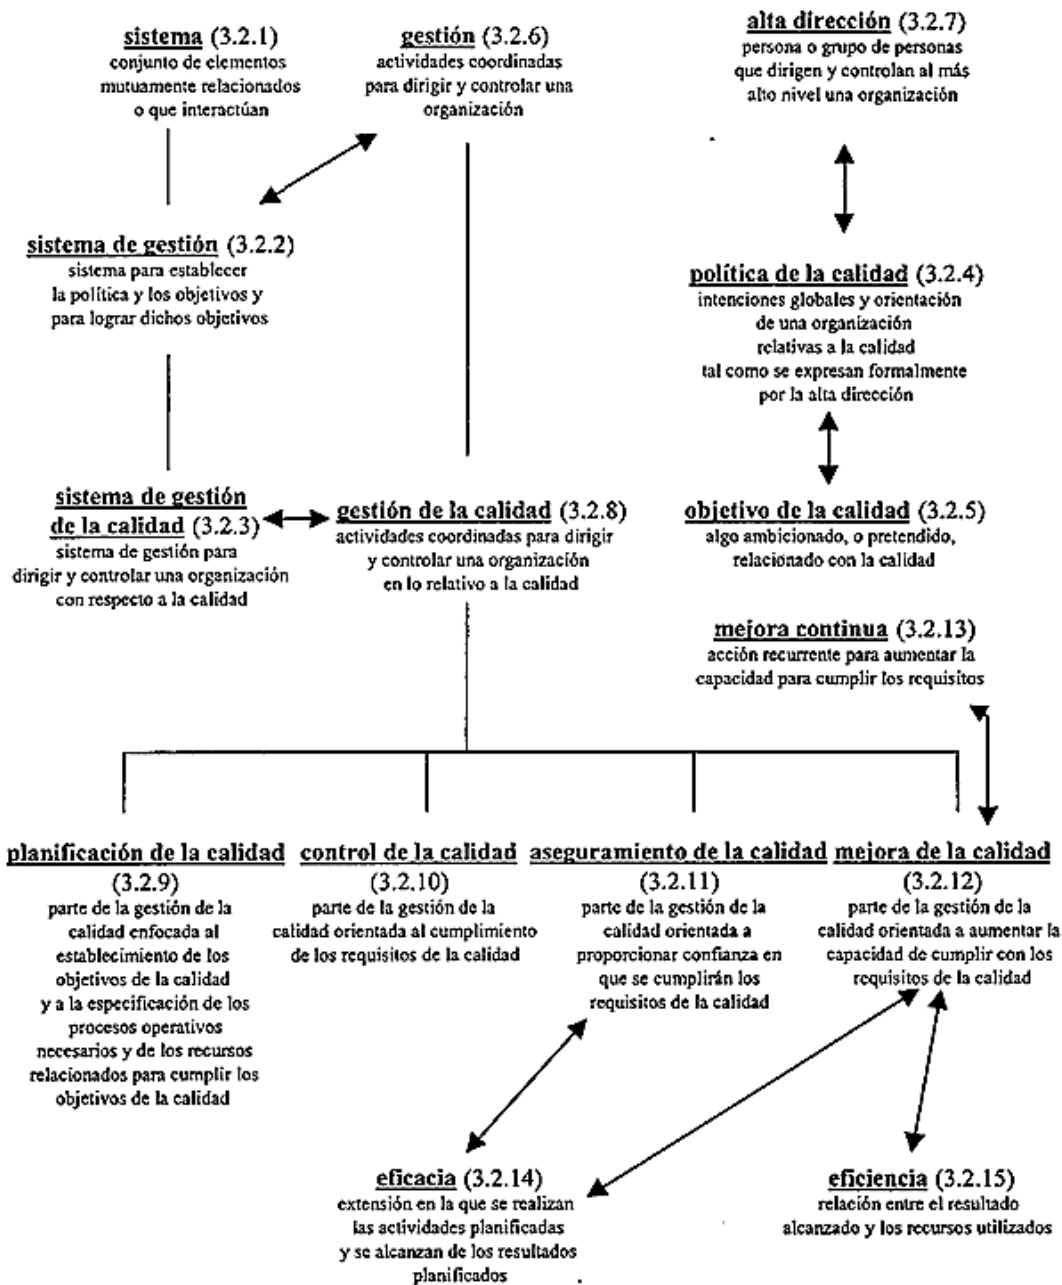 sistema (3.2.1)
conjunto de elementos
mutuamente relacionados
o que interactúan
gestión (3.2.6)
actividades coordinadas
para dirigir y controlar una
organización
alta dirección (3.2.7)
persona o grupo de personas
que dirigen y controlan al más
alto nivel una organización
sistema de gestión (3.2.2)
sistema para establecer
la política y los objetivos y
para lograr dichos objetivos
política de la calidad (3.2.4)
intenciones globales y orientación
de una organización
relativas a la calidad
tal como se expresan formalmente
por la alta dirección
sistema de gestión
de la calidad (3.2.3)
sistema de gestión para
dirigir y controlar una organización
con respecto a la calidad
gestión de la calidad (3.2.8)
actividades coordinadas para dirigir
y controlar una organización
en lo relativo a la calidad
objetivo de la calidad (3.2.5)
algo ambicionado, o pretendido,
relacionado con la calidad
mejora continua (3.2.13)
acción recurrente para aumentar la
capacidad para cumplir los requisitos
planificación de la calidad
(3.2.9)
parte de la gestión de la
calidad enfocada al
establecimiento de los
objetivos de la calidad
y a la especificación de los
procesos operativos
necesarios y de los recursos
relacionados para cumplir los
objetivos de la calidad
control de la calidad
(3.2.10)
parte de la gestión de la
calidad orientada al cumplimiento
de los requisitos de la calidad
aseguramiento de la calidad
(3.2.11)
parte de la gestión de la
calidad orientada a
proporcionar confianza en
que se cumplirán los
requisitos de la calidad
mejora de la calidad
(3.2.12)
parte de la gestión de la
calidad orientada a aumentar la
capacidad de cumplir con los
requisitos de la calidad
eficacia (3.2.14)
extensión en la que se realizan
las actividades planificadas
y se alcanzan de los resultados
planificados
eficiencia (3.2.15)
relación entre el resultado
alcanzado y los recursos utilizados